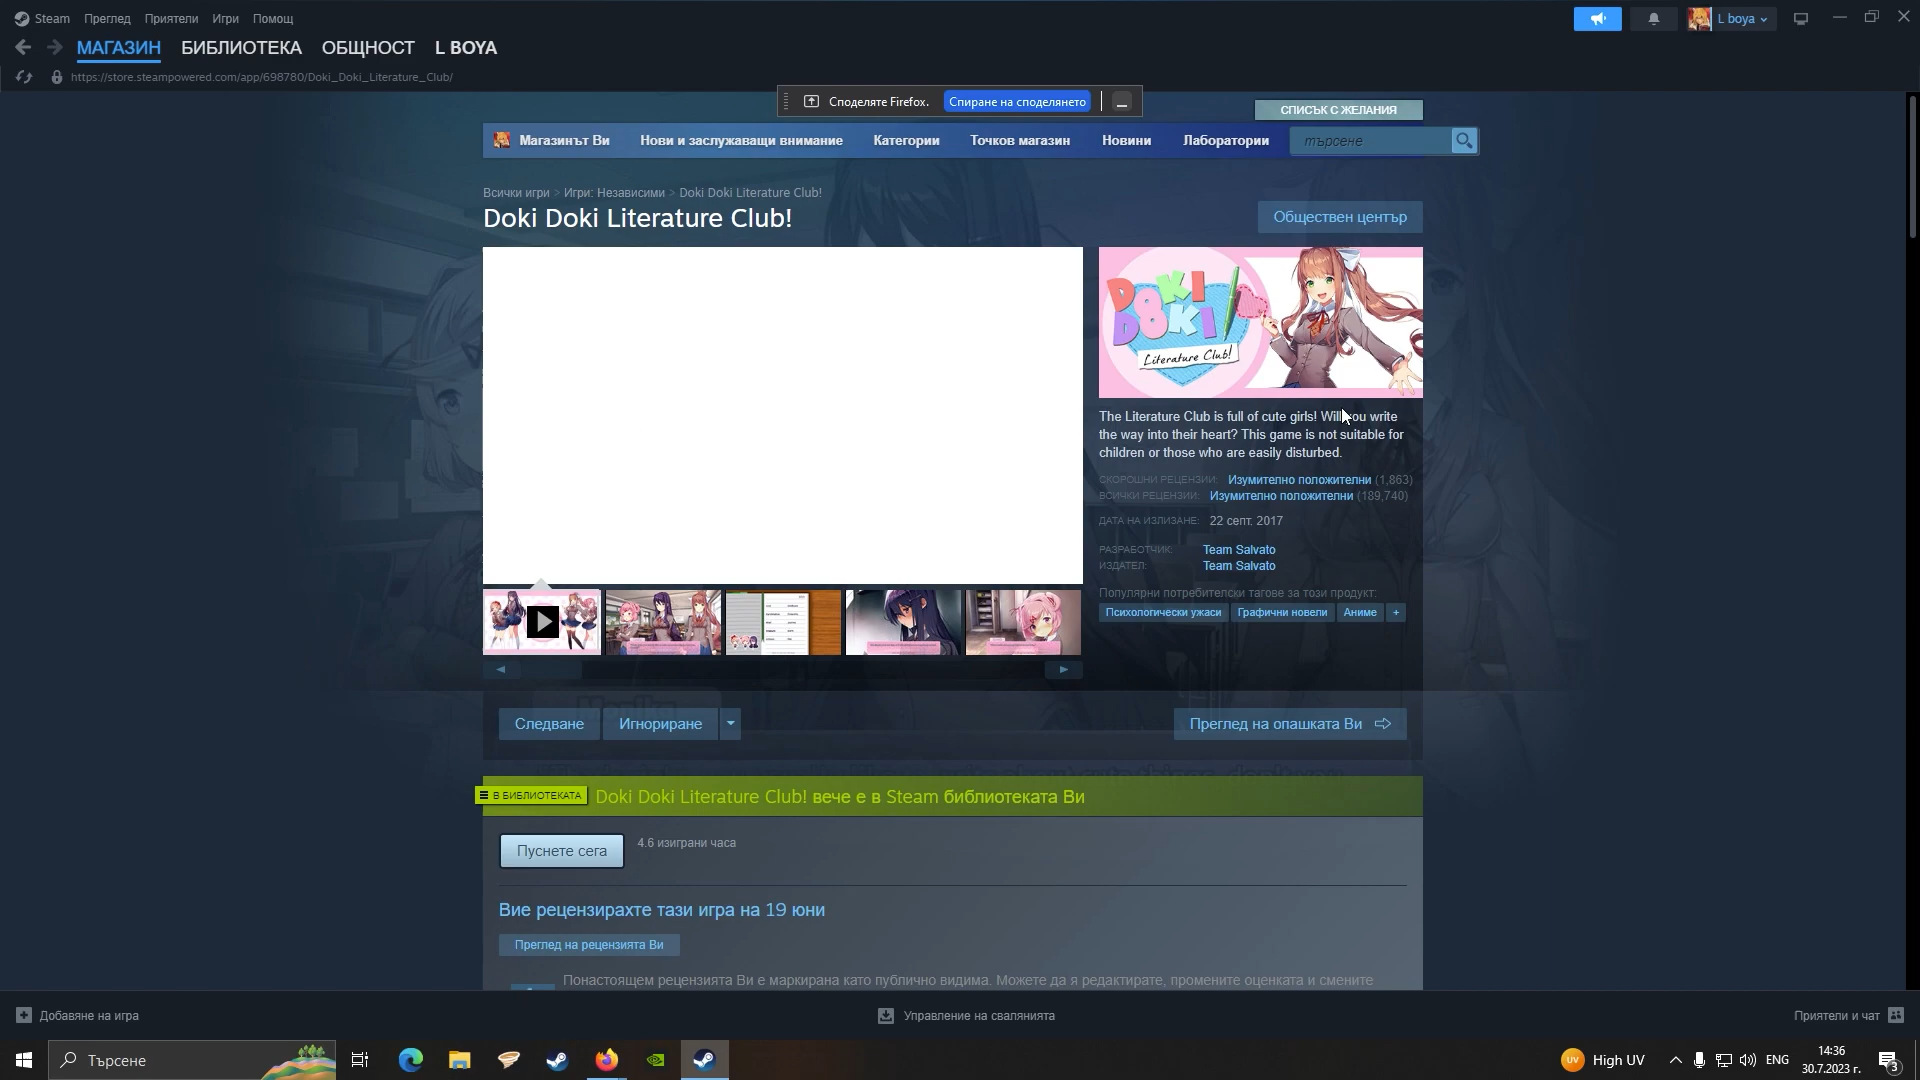 Steam Преглед Приятели Игри Помощ
L boya
МАГАЗИН БИБЛИОТЕКА ОБЩНОСТ L BOYA
https://store.steampowered.com/app/698780/Doki_Doki_Literature_Club/
Споделяте Firefox. Спиране на споделянето
СПИСЪК С ЖЕЛАНИЯ
Магазинът Ви Нови и заслужаващи внимание Категории Точков магазин Новини Лаборатории търсене
Всички игри > Игри: Независими > Doki Doki Literature Club!
Doki Doki Literature Club!
Обществен център
DOKI DOKI
Literature Club!
The Literature Club is full of cute girls! Will you write
the way into their heart? This game is not suitable for
children or those who are easily disturbed.
СКОРОШНИ РЕЦЕНЗИИ: Изумително положителни (1,863)
ВСИЧКИ РЕЦЕНЗИИ: Изумително положителни (189,740)
ДАТА НА ИЗЛИЗАНЕ: 22 септ. 2017
РАЗРАБОТЧИК: Team Salvato
ИЗДАТЕЛ: Team Salvato
Популярни потребителски тагове за този продукт:
Психологически ужаси Графични новели Аниме +
Следване Игнориране Преглед на опашката Ви
В БИБЛИОТЕКАТА Doki Doki Literature Club! вече е в Steam библиотеката Ви
Пуснете сега 4.6 изиграни часа
Вие рецензирахте тази игра на 19 юни
Преглед на рецензията Ви
Понастоящем рецензията Ви е маркирана като публично видима. Можете да я редактирате, промените оценката и смените
Добавяне на игра Управление на свалянията Приятели и чат
Търсене
UV High UV ENG 14:36
30.7.2023 г. 3